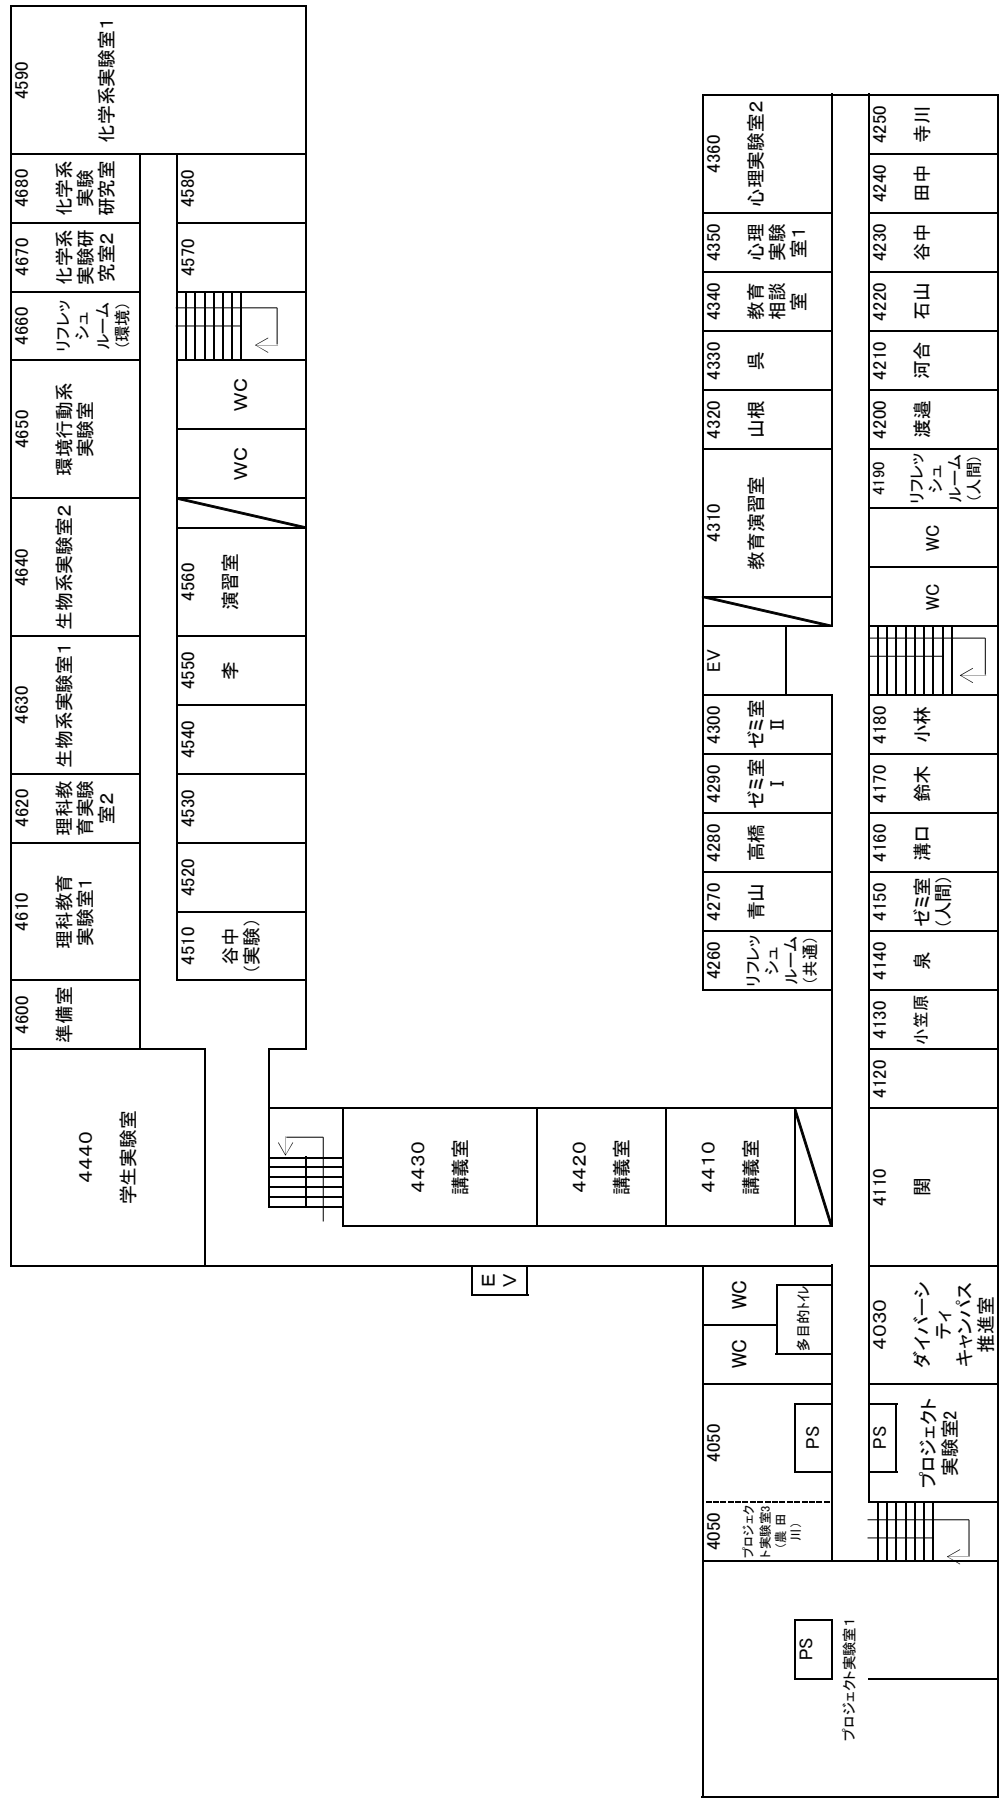 4590
化学系実験室1
4680
化学系
実験
研究室
4670
化学系
実験研
究室2
4660
リフレッ
シュ
ルーム
(環境)
4650
環境行動系
実験室
4640
生物系実験室2
4630
生物系実験室1
4620
理科教
育実験
室2
4610
理科教育
実験室1
4600
準備室
4440
学生実験室
4580
4570
WC
WC
4560
演習室
4550
李
4540
4530
4520
4510
谷中
(実験)
4430
講義室
4420
講義室
4410
講義室
E
V
4360
心理実験室2
4350
心理
実験
室1
4340
教育
相談
室
4330
呉
4320
山根
4310
教育演習室
EV
4300
ゼミ室
Ⅱ
4290
ゼミ室
Ⅰ
4280
高橋
4270
青山
4260
リフレッ
シュ
ルーム
(共通)
4250
寺川
4240
田中
4230
谷中
4220
石山
4210
河合
4200
渡邉
4190
リフレッ
シュ
ルーム
(人間)
WC
WC
4180
小林
4170
鈴木
4160
溝口
4150
ゼミ室
(人間)
4140
泉
4130
小笠原
4120
4110
関
4030
ダイバーシ
ティ
キャンパス
推進室
WC
WC
多目的トイレ
4050
PS
PS
プロジェクト
実験室2
4050
プロジェク
ト実験室3
(農 田
川)
PS
プロジェクト実験室1